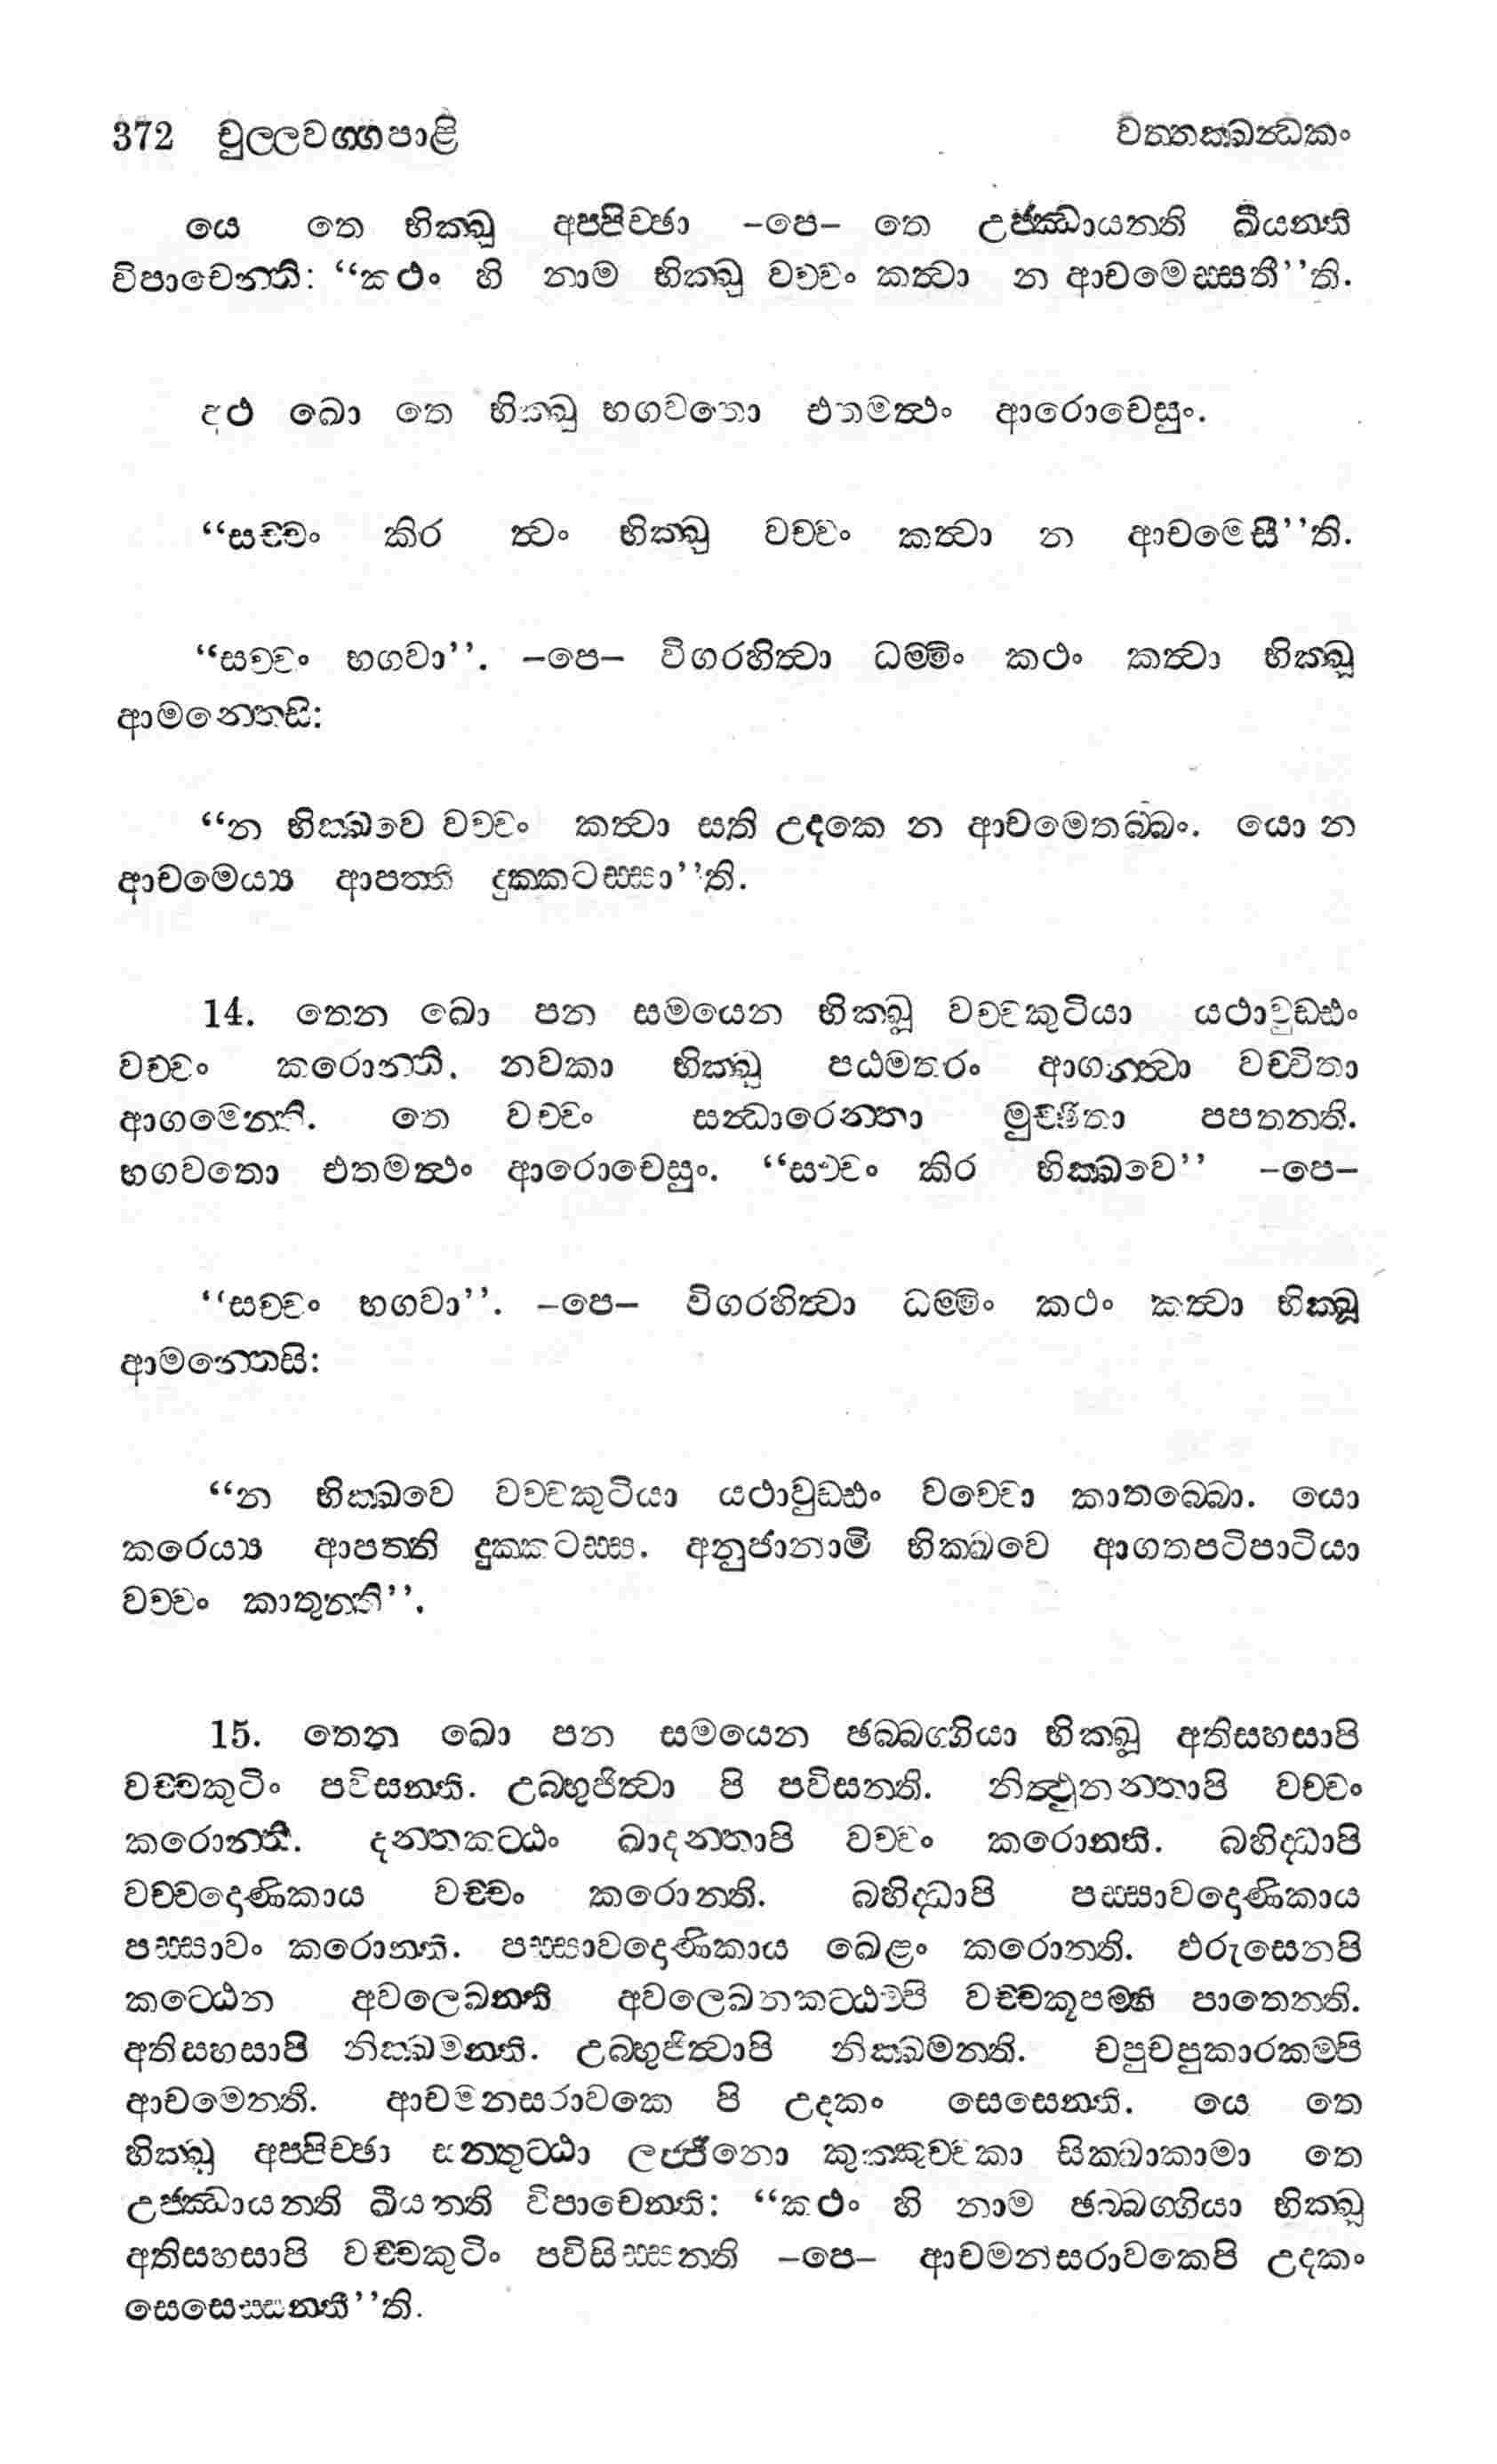 372 චුල්ලවග්ගපාළි වත්තක්ඛන්ධකං
යෙ තෙ භික්ඛූ අප්පිච්ඡා –පෙ– තෙ උජ්ඣායන්ති ඛීයන්ති
විපාචෙන්ති: “කථං හි නාම භික්ඛු වච්චං කත්වා න ආචමෙස්සතී’’ති.
අථ ඛො තෙ භික්ඛූ භගවතො එතමත්ථං ආරොචෙසුං.
“සච්චං කිර ත්වං භික්ඛු වච්චං කත්වා න ආචමෙසී’’ති.
“සච්චං භගවා’’. –පෙ– විගරහිත්වා ධම්මිං කථං කත්වා භික්ඛූ
ආමන්තෙසි:
“න භික්ඛවෙ වච්චං කත්වා සති උදකෙ න ආචමෙතබ්බං. යො න
ආචමෙය්‍ය ආපත්ති දුක්කටස්සා’’ති.
14. තෙන ඛො පන සමයෙන භික්ඛූ වච්චකුටියා යථාවුඩ්ඪං
වච්චං කරොන්ති. නවකා භික්ඛූ පඨමතරං ආගන්ත්වා වච්චිතා
ආගමෙන්ති. තෙ වච්චං සන්ධාරෙන්තා මුච්ඡිතා පපතන්ති.
භගවතො එතමත්ථං ආරොචෙසුං. “සච්චං කිර භික්ඛවෙ’’ –පෙ–
“සච්චං භගවා’’. –පෙ– විගරහිත්වා ධම්මිං කථං කත්වා භික්ඛූ
ආමන්තෙසි:
“න භික්ඛවෙ වච්චකුටියා යථාවුඩ්ඪං වච්චො කාතබ්බො. යො
කරෙය්‍ය ආපත්ති දුක්කටස්ස. අනුජානාමි භික්ඛවෙ ආගතපටිපාටියා
වච්චං කාතුන්ති’’.
15. තෙන ඛො පන සමයෙන ඡබ්බග්ගියා භික්ඛූ අතිසහසාපි
වච්චකුටිං පවිසන්ති. උබ්භුජිත්වා පි පවිසන්ති. නිත්ථුනන්තාපි වච්චං
කරොන්ති. දන්තකට්ඨං ඛාදන්තාපි වච්චං කරොන්ති. බහිද්ධාපි
වච්චදොණිකාය වච්චං කරොන්ති. බහිද්ධාපි පස්සාවදොණිකාය
පස්සාවං කරොන්ති. පස්සාවදොණිකාය ඛෙළං කරොන්ති. ඵරුසෙනපි
කට්ඨෙන අවලෙඛන්ති අවලෙඛනකට්ඨම්පි වච්චකූපම්හි පාතෙන්ති.
අතිසහසාපි නික්ඛමන්ති. උබ්භුජිත්වාපි නික්ඛමන්ති. චපුචපුකාරකම්පි
ආචමෙන්ති. ආචමනසරාවකෙ පි උදකං සෙසෙන්ති. යෙ තෙ
භික්ඛූ අප්පිච්ඡා සන්තුට්ඨා ලජ්ජිනො කුක්කුච්චකා සික්ඛාකාමා තෙ
උජ්ඣායන්ති ඛීයන්ති විපාචෙන්ති: “කථං හි නාම ඡබ්බග්ගියා භික්ඛූ
අතිසහසාපි වච්චකුටිං පවිසිස්සන්ති –පෙ– ආචමනසරාවකෙපි උදකං
සෙසෙස්සන්තී’’ති.